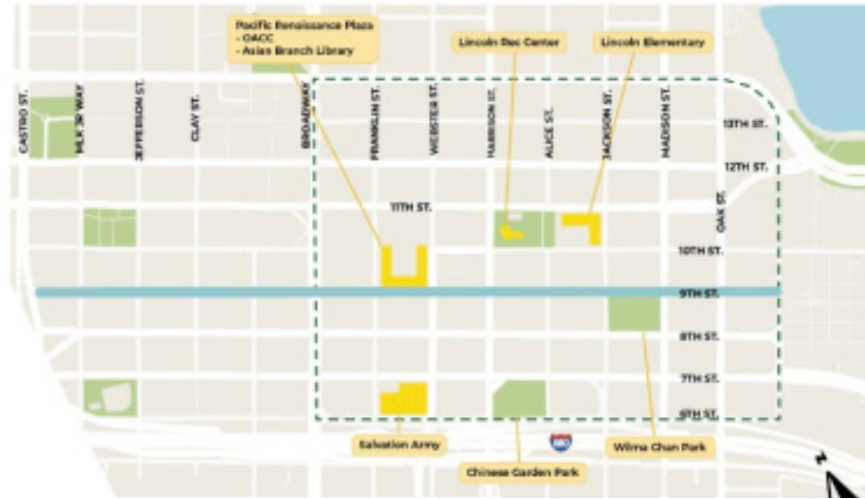 Pacific Renaissance Plaza
- OACC
- Asian Branch Library
Lincoln Rec Center
Lincoln Elementary
CASTRO ST.
MLK JR WAY
JEFFERSON ST.
CLAY ST.
BROADWAY
FRANKLIN ST.
WEBSTER ST.
HARRISON ST.
ALICE ST.
JACKSON ST.
MADISON ST.
OAK ST.
13TH ST.
12TH ST.
11TH ST.
10TH ST.
9TH ST.
8TH ST.
7TH ST.
6TH ST.
Salvation Army
Chinese Garden Park
Wilma Chan Park
N